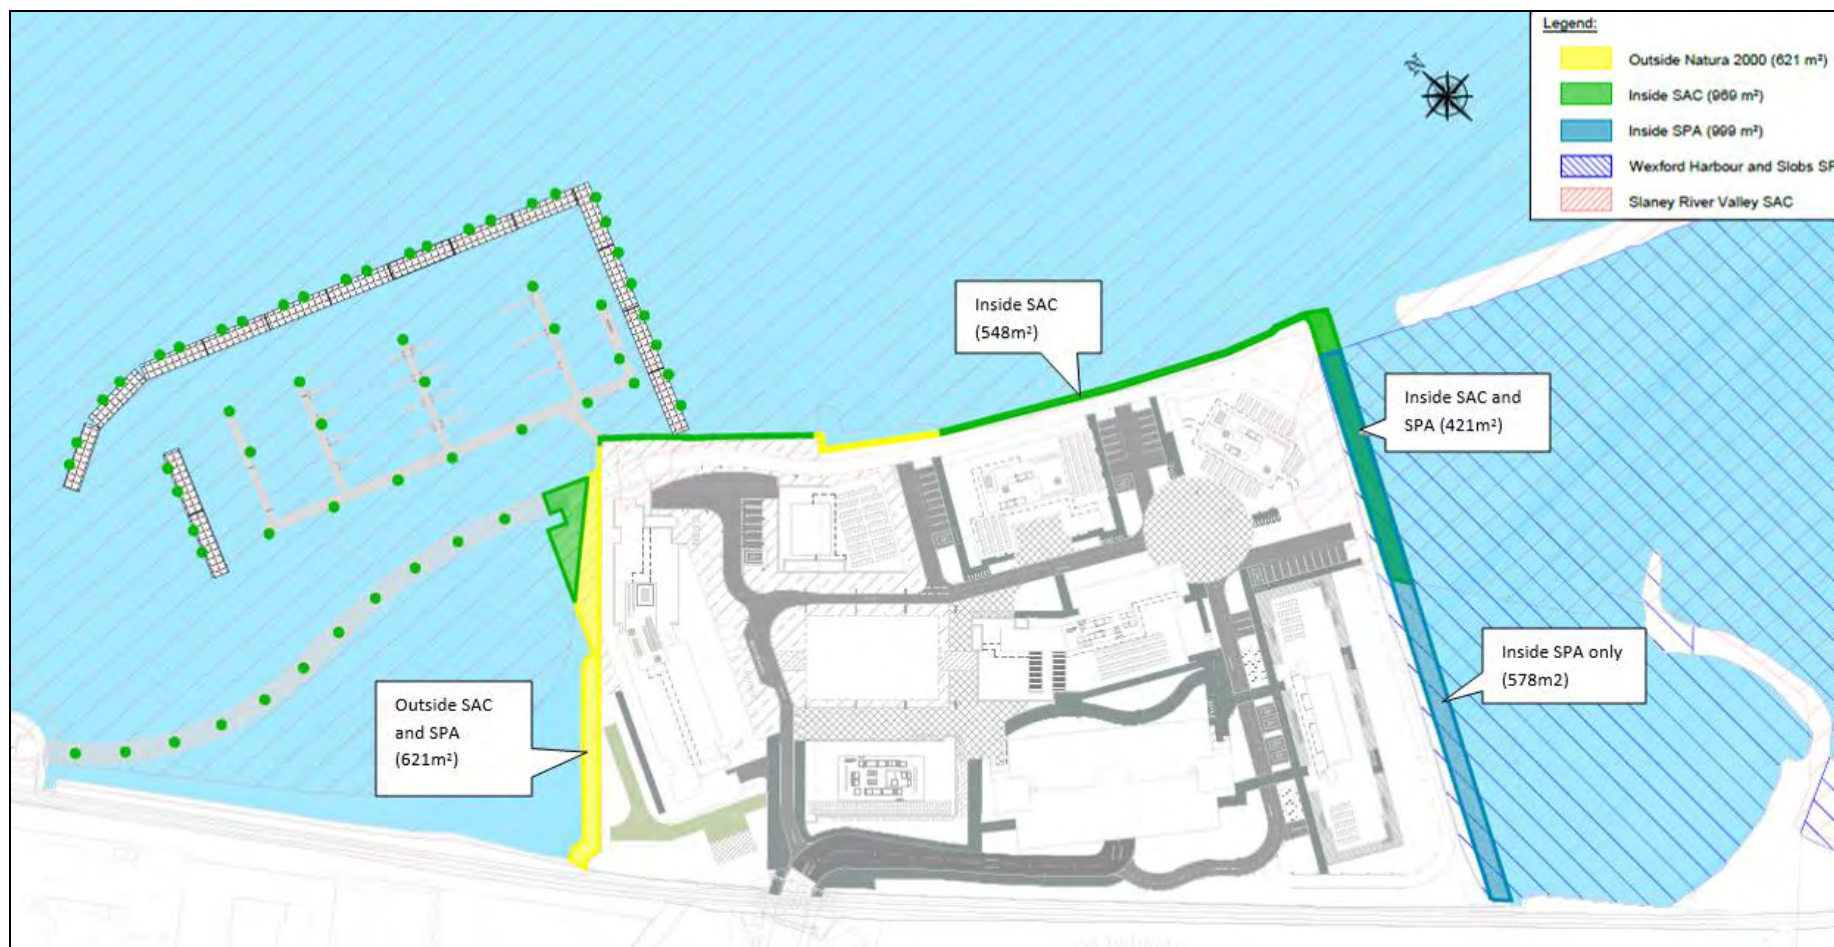 Legend:
Outside Natura 2000 (621 m²)
Inside SAC (969 m²)
Inside SPA (999 m²)
Wexford Harbour and Slobs SP
Slaney River Valley SAC
N
Inside SAC
(548m²)
Inside SAC and
SPA (421m²)
Inside SPA only
(578m2)
Outside SAC
and SPA
(621m²)